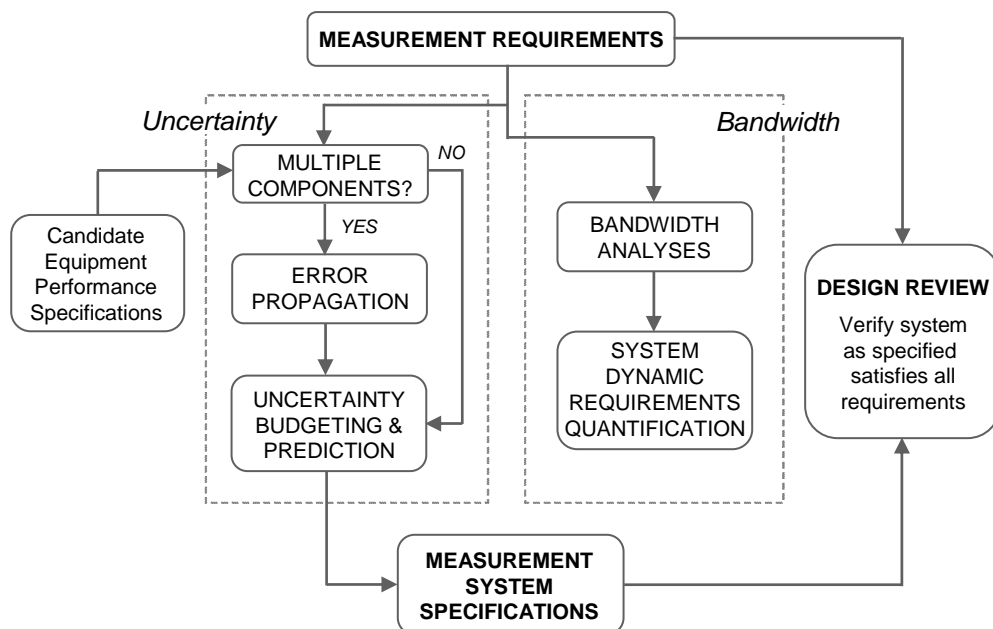 MEASUREMENT REQUIREMENTS
Uncertainty
Bandwidth
MULTIPLE
COMPONENTS?
NO
YES
Candidate
Equipment
Performance
Specifications
ERROR
PROPAGATION
UNCERTAINTY
BUDGETING &
PREDICTION
BANDWIDTH
ANALYSES
SYSTEM
DYNAMIC
REQUIREMENTS
QUANTIFICATION
DESIGN REVIEW
Verify system
as specified
satisfies all
requirements
MEASUREMENT
SYSTEM
SPECIFICATIONS